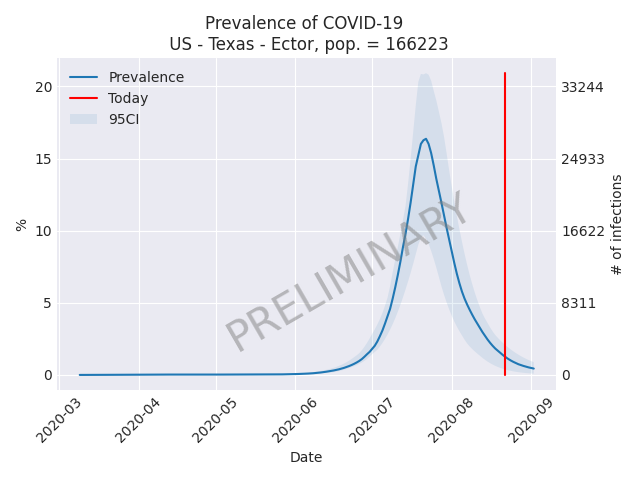 Prevalence of COVID-19
US - Texas - Ector, pop. = 166223
Prevalence
Today
95CI
20
15
10
5
0
%
33244
24933
16622
8311
0
# of infections
PRELIMINARY
2020-03
2020-04
2020-05
2020-06
2020-07
2020-08
2020-09
Date